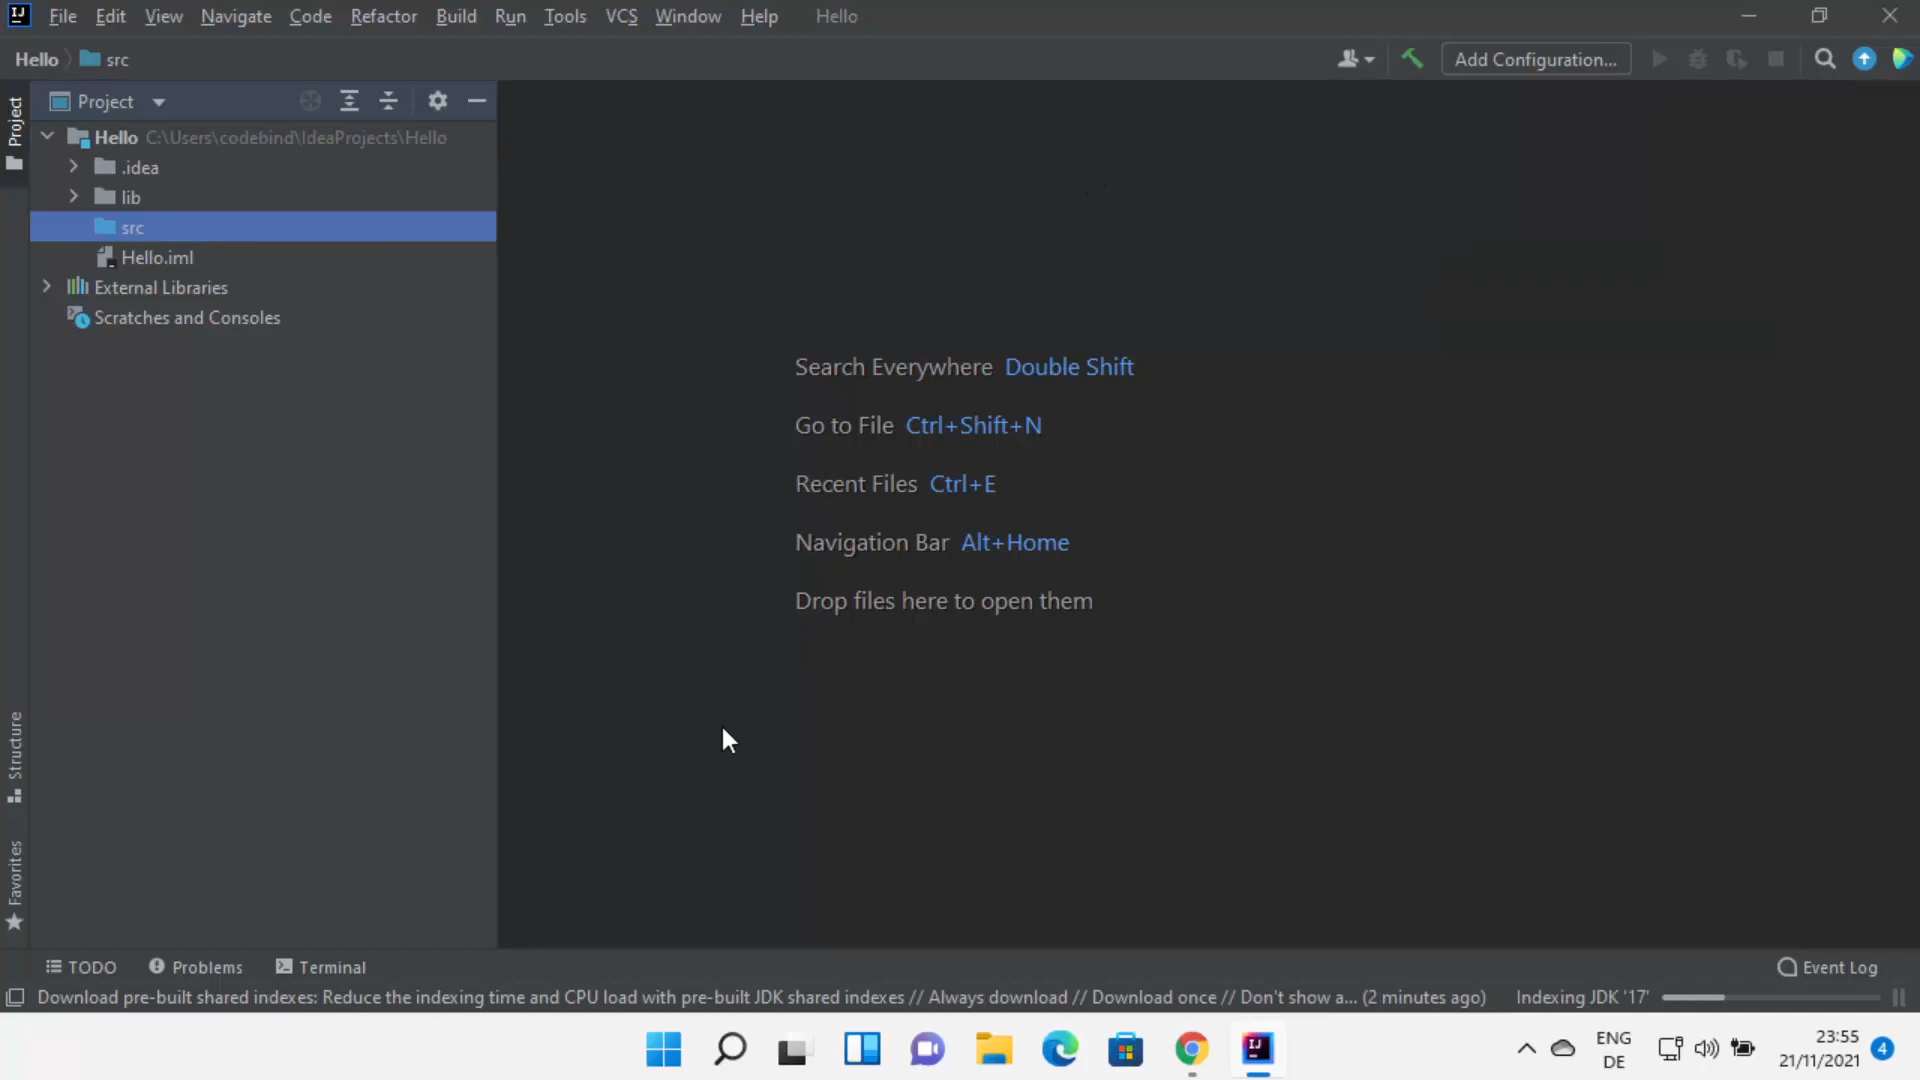 File Edit View Navigate Code Refactor Build Run Tools VCS Window Help Hello
Hello src
Add Configuration...
Project
Project
Hello C:\Users\codebind\IdeaProjects\Hello
.idea
lib
src
Hello.iml
External Libraries
Scratches and Consoles
Search Everywhere Double Shift
Go to File Ctrl+Shift+N
Recent Files Ctrl+E
Navigation Bar Alt+Home
Drop files here to open them
Structure
Favorites
TODO Problems Terminal Event Log
Download pre-built shared indexes: Reduce the indexing time and CPU load with pre-built JDK shared indexes // Always download // Download once // Don't show a... (2 minutes ago) Indexing JDK '17'
ENG
DE
23:55
21/11/2021
4